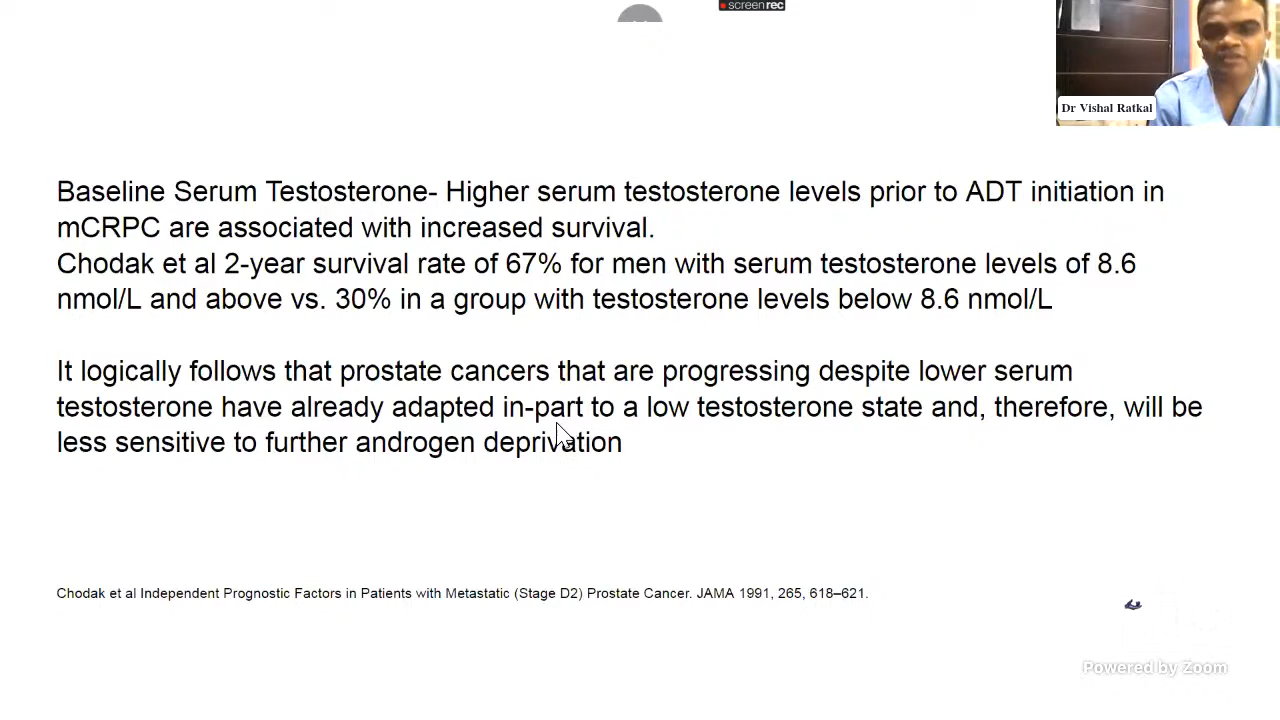 screenrec
Dr Vishal Ratkal
Baseline Serum Testosterone- Higher serum testosterone levels prior to ADT initiation in
mCRPC are associated with increased survival.
Chodak et al 2-year survival rate of 67% for men with serum testosterone levels of 8.6
nmol/L and above vs. 30% in a group with testosterone levels below 8.6 nmol/L
It logically follows that prostate cancers that are progressing despite lower serum
testosterone have already adapted in-part to a low testosterone state and, therefore, will be
less sensitive to further androgen deprivation
Chodak et al Independent Prognostic Factors in Patients with Metastatic (Stage D2) Prostate Cancer. JAMA 1991, 265, 618–621.
Powered by Zoom